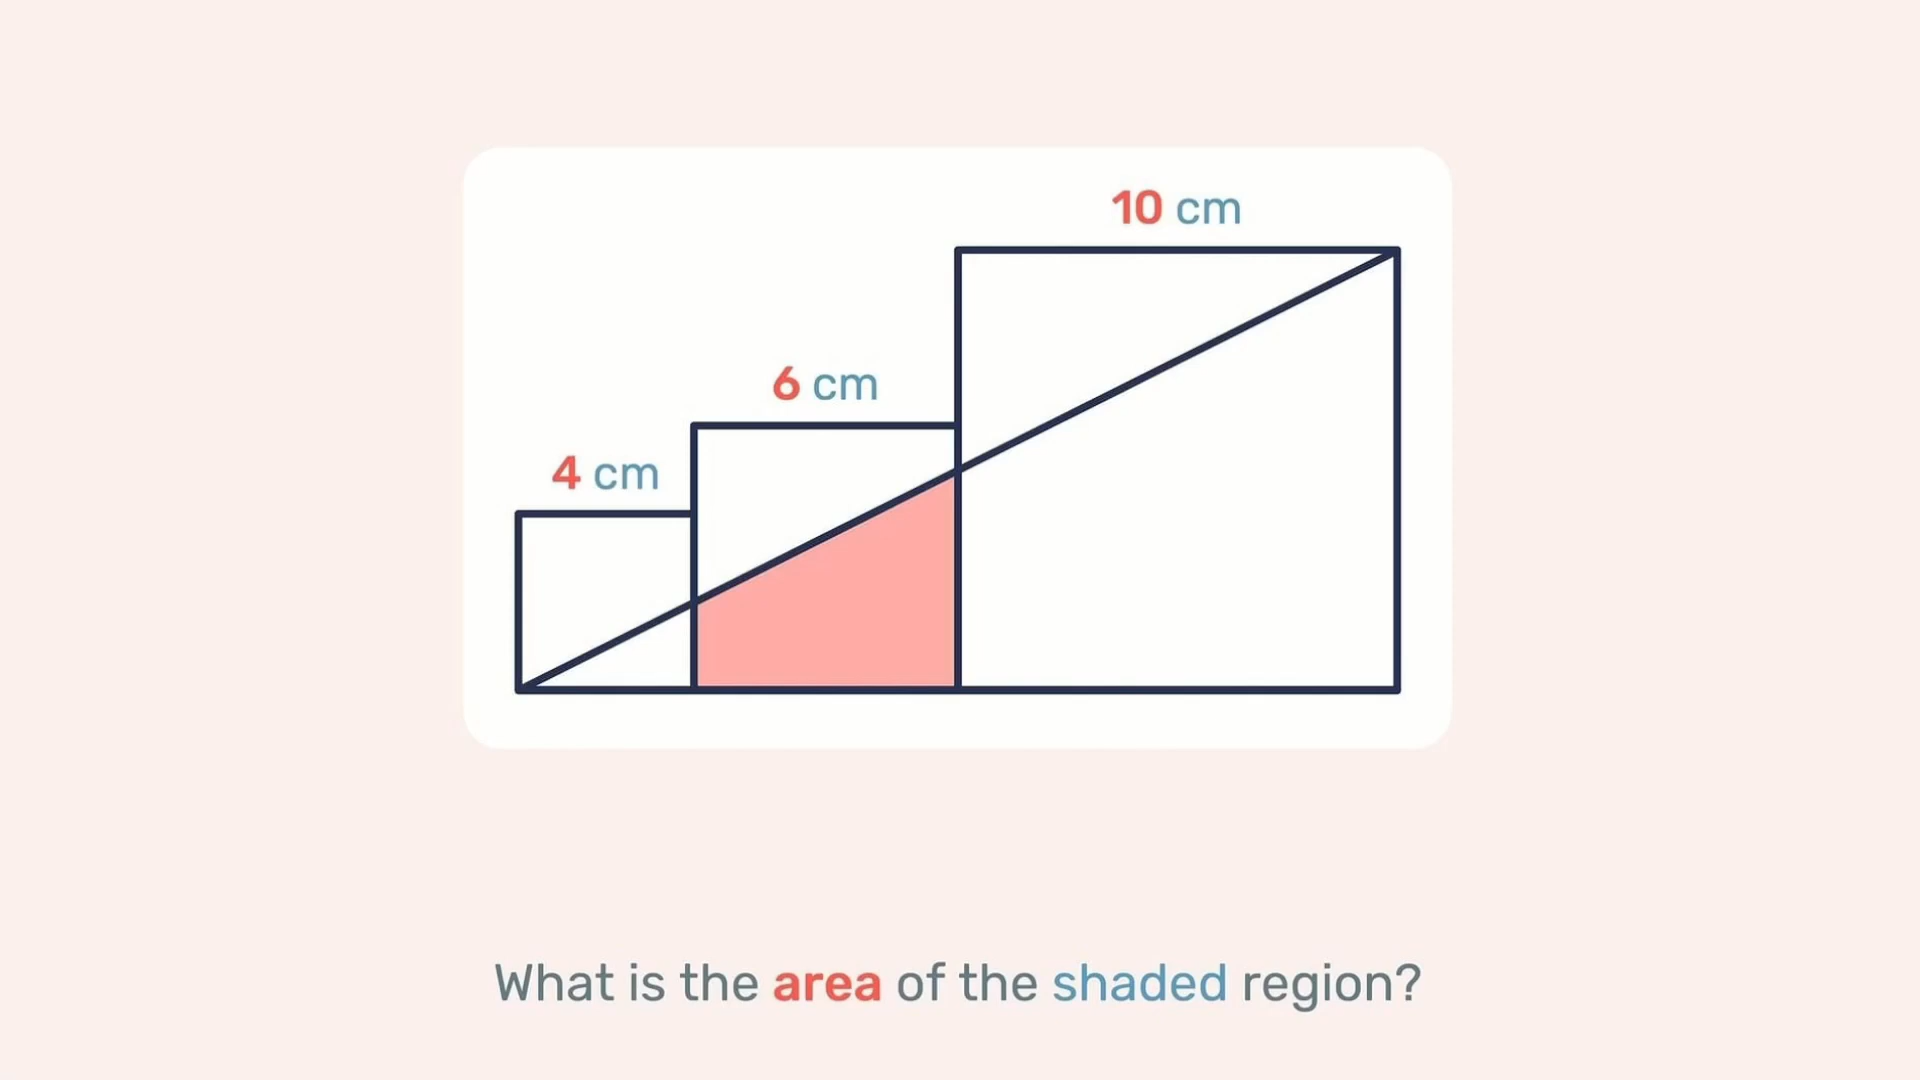 10 cm
6 cm
4 cm
What is the area of the shaded region?